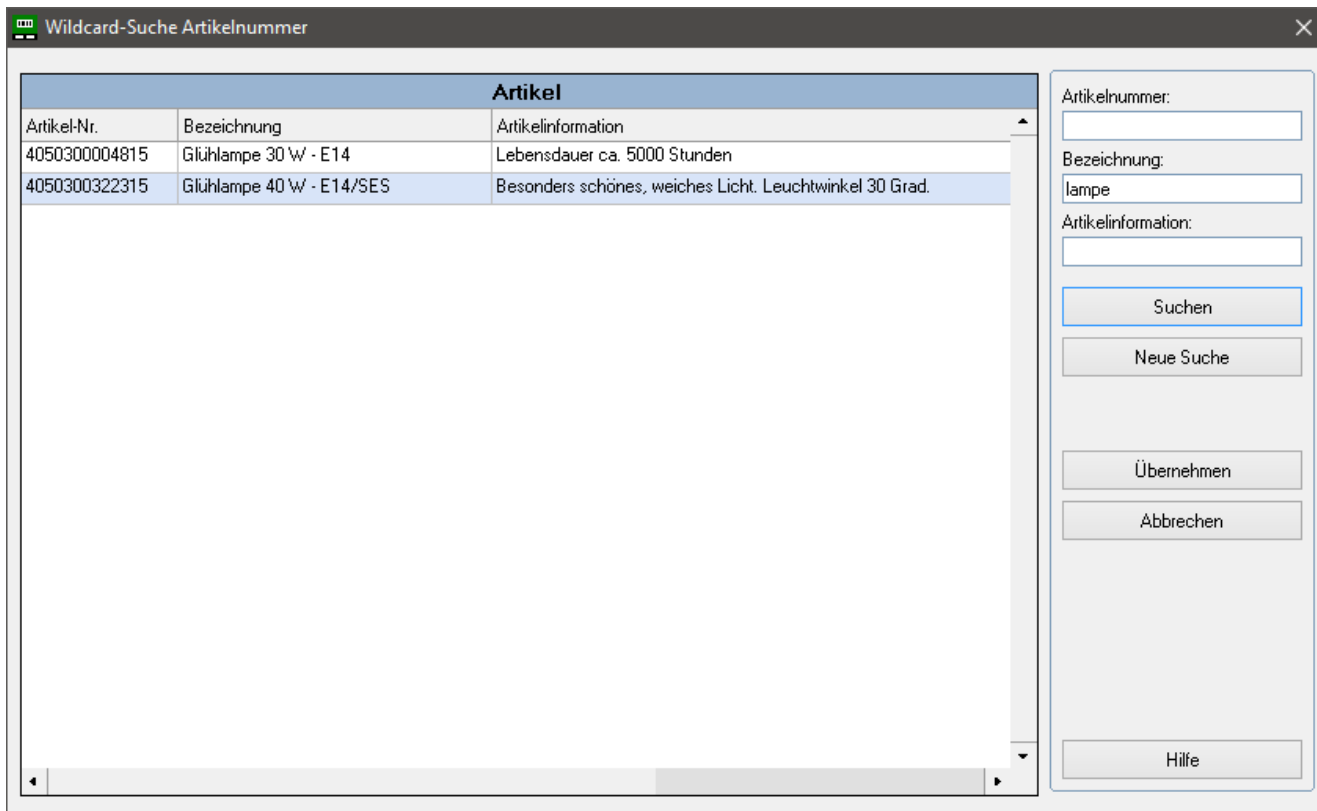 Wildcard-Suche Artikelnummer
Artikel
Artikel-Nr. Bezeichnung Artikelinformation
4050300004815 Glühlampe 30 W - E14 Lebensdauer ca. 5000 Stunden
4050300322315 Glühlampe 40 W - E14/SES Besonders schönes, weiches Licht. Leuchtwinkel 30 Grad.
Artikelnummer:
Bezeichnung:
lampe
Artikelinformation:
Suchen
Neue Suche
Übernehmen
Abbrechen
Hilfe